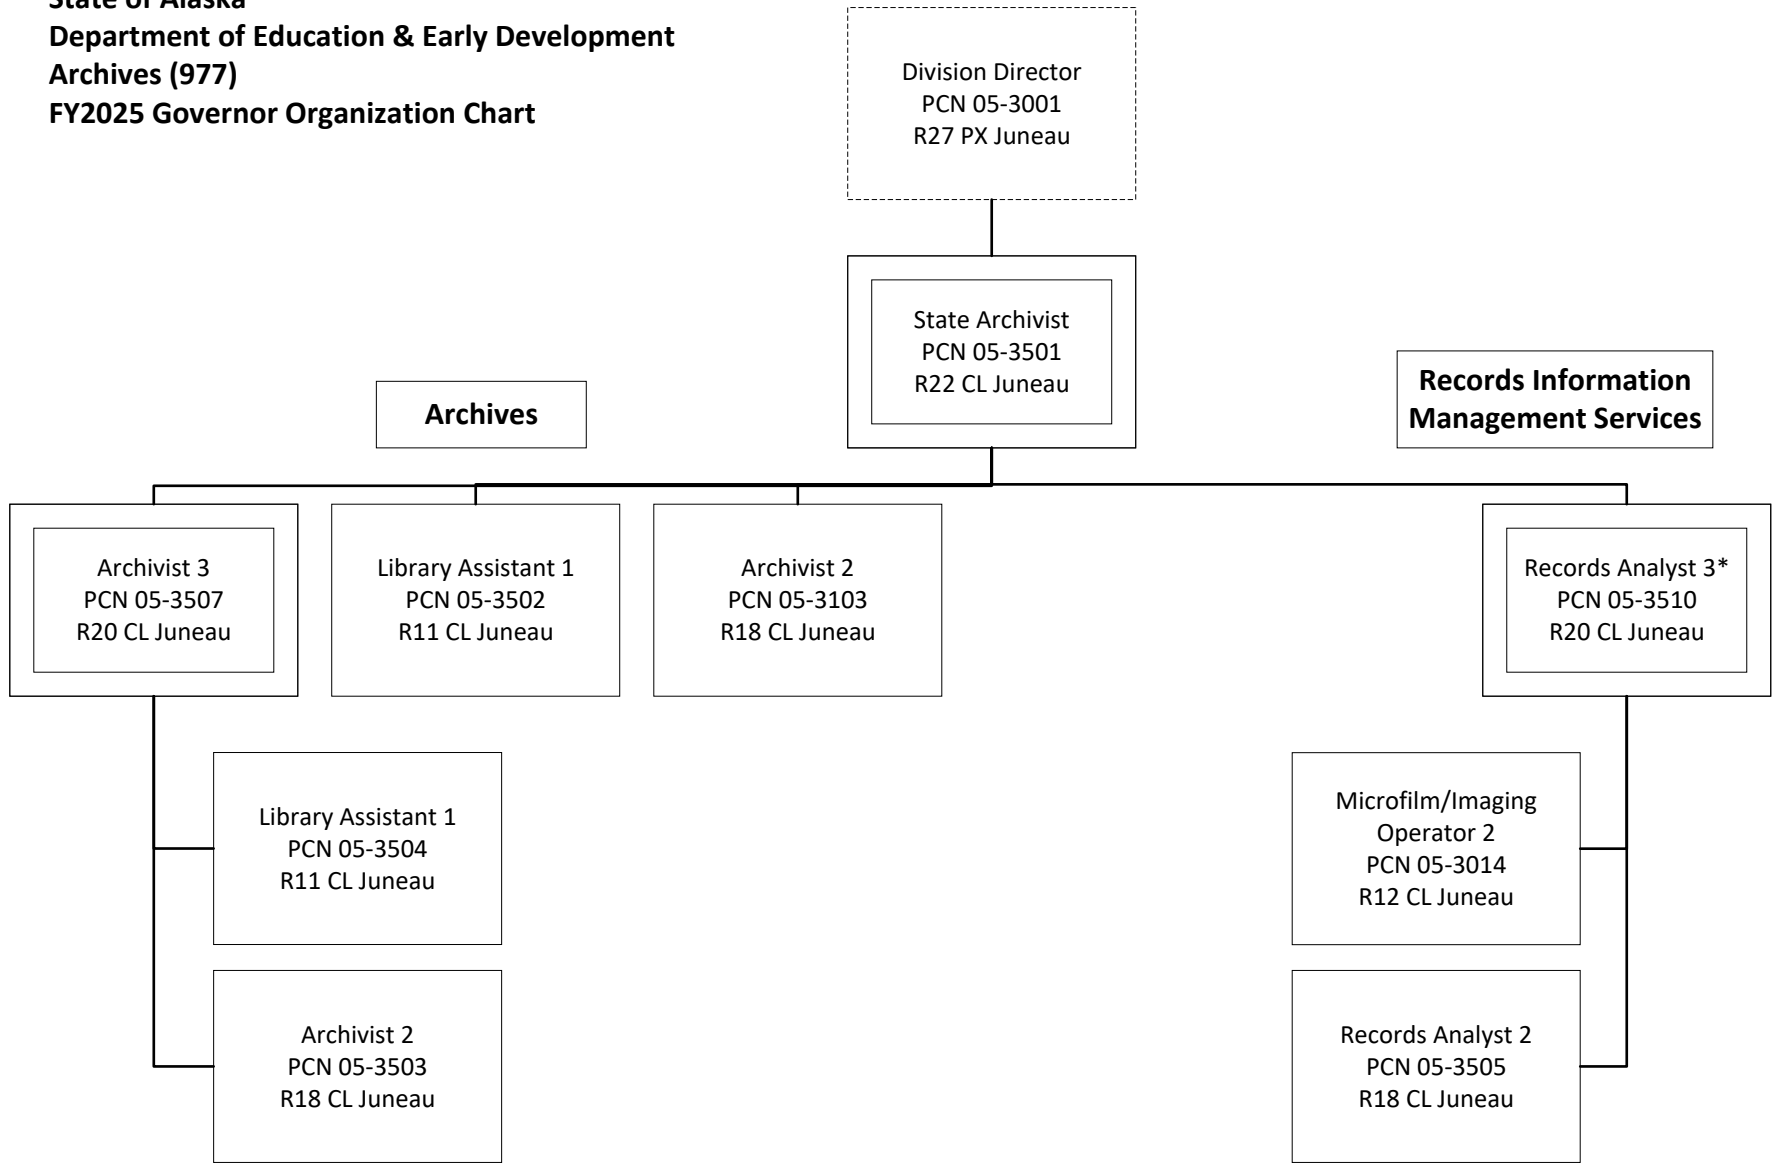 State of Alaska
Department of Education & Early Development
Archives (977)
FY2025 Governor Organization Chart
Division Director
PCN 05-3001
R27 PX Juneau
State Archivist
PCN 05-3501
R22 CL Juneau
Archives
Records Information
Management Services
Archivist 3
PCN 05-3507
R20 CL Juneau
Library Assistant 1
PCN 05-3502
R11 CL Juneau
Archivist 2
PCN 05-3103
R18 CL Juneau
Records Analyst 3*
PCN 05-3510
R20 CL Juneau
Library Assistant 1
PCN 05-3504
R11 CL Juneau
Microfilm/Imaging
Operator 2
PCN 05-3014
R12 CL Juneau
Archivist 2
PCN 05-3503
R18 CL Juneau
Records Analyst 2
PCN 05-3505
R18 CL Juneau